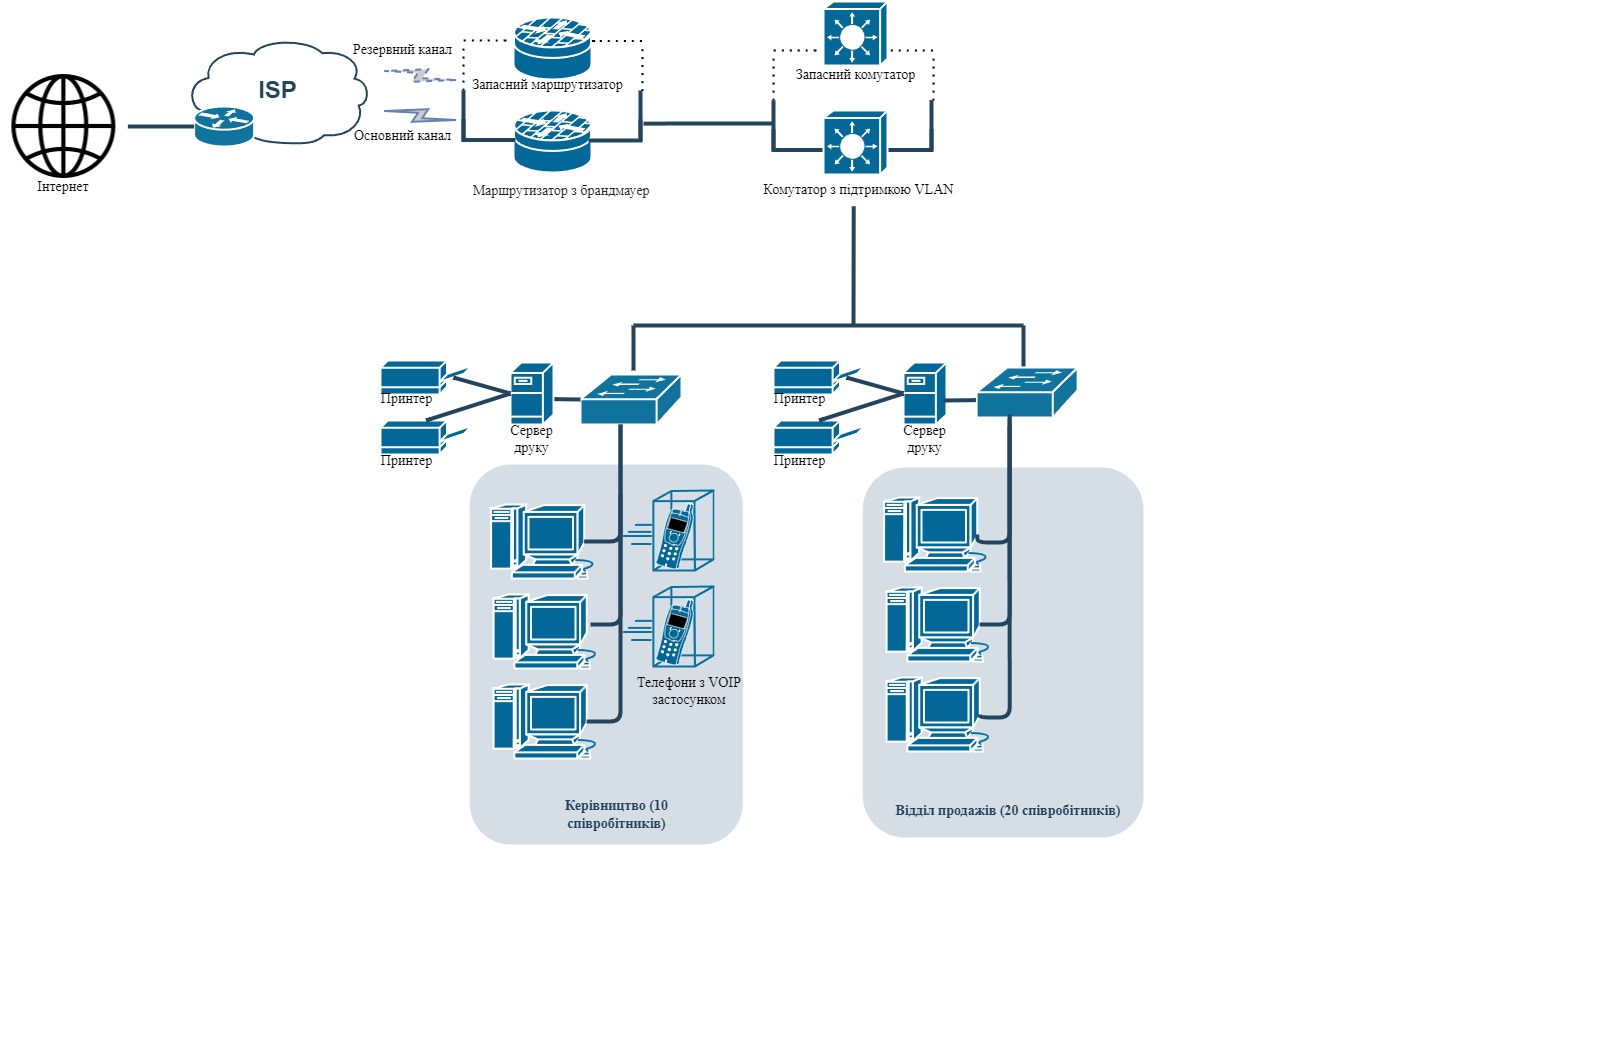 Резервний канал
ISP
Запасний маршрутизатор
Запасний комутатор
Основний канал
Інтернет
Маршрутизатор з брандмауер
Комутатор з підтримкою VLAN
Принтер
Принтер
Сервер
друку
Принтер
Принтер
Сервер
друку
Телефони з VOIP
застосунком
Керівництво (10
співробітників)
Відділ продажів (20 співробітників)